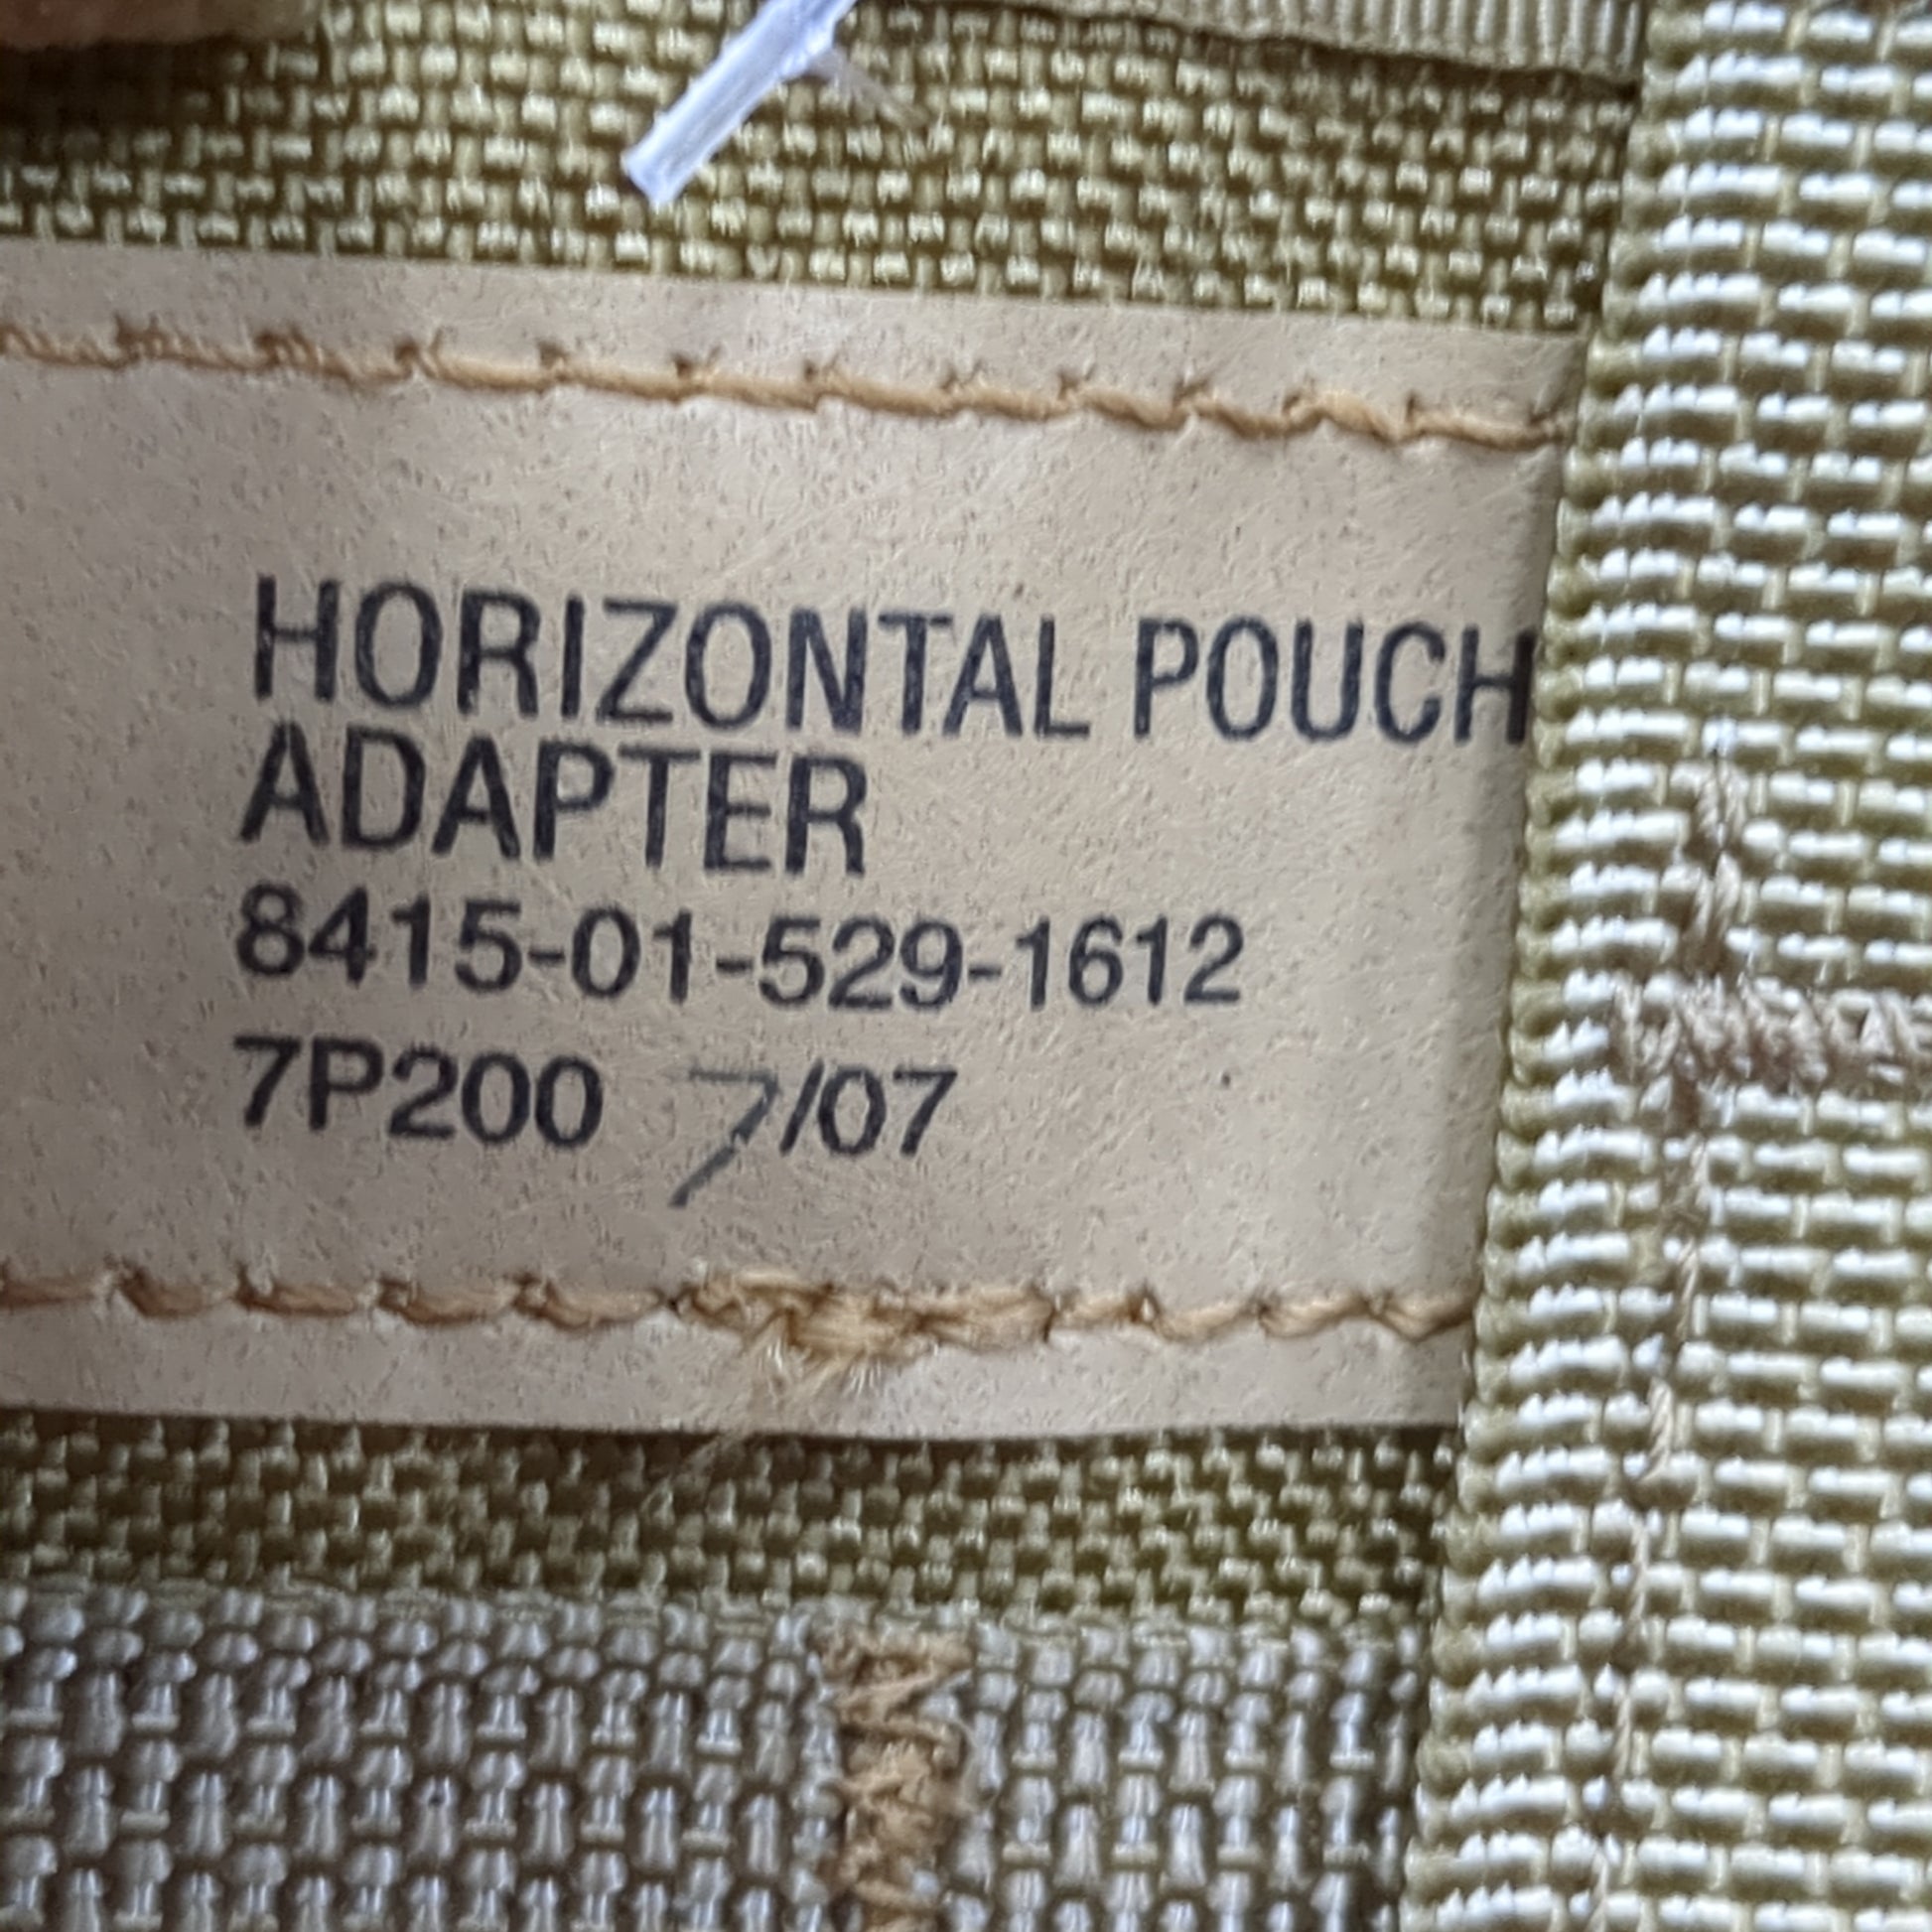 HORIZONTAL POUCH
ADAPTER
8415-01-529-1612
7P200 7/07